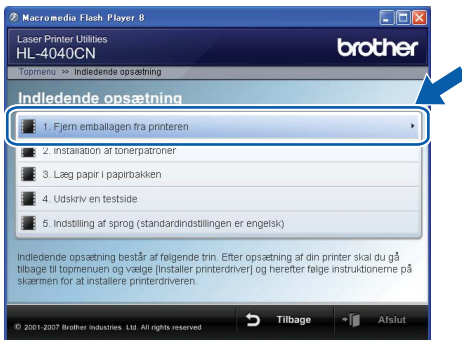 Macromedia Flash Player 8
Laser Printer Utilities
HL-4040CN
brother
Topmenu >> Indledende opsætning
Indledende opsætning
1. Fjern emballagen fra printeren
2. Installation af tonerpatroner
3. Læg papir i papirbakken
4. Udskriv en testside
5. Indstilling af sprog (standardindstillingen er engelsk)
Indledende opsætning består af følgende trin. Efter opsætning af din printer skal du gå
tilbage til topmenuen og vælge [Installer printerdriver] og herefter følge instruktionerne på
skærmen for at installere printerdriveren.
© 2001-2007 Brother Industries Ltd. All rights reserved
Tilbage
Afslut